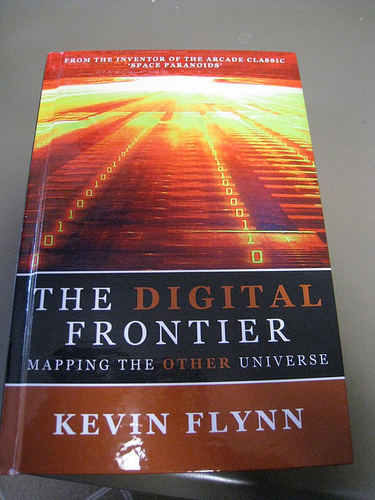 FROM THE INVENTOR OF THE ARCADE CLASSIC
'SPACE PARANOIDS'
THE DIGITAL
FRONTIER
MAPPING THE OTHER UNIVERSE
KEVIN FLYNN